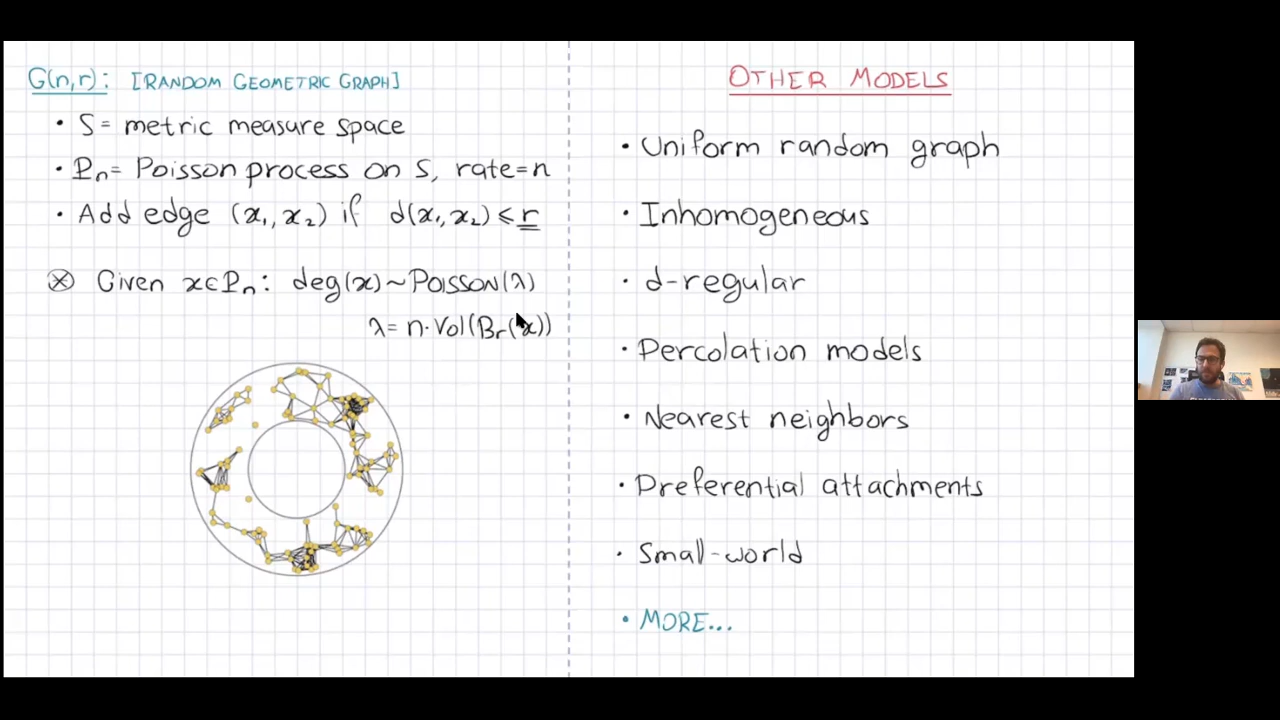 G(n,r): [RANDOM GEOMETRIC GRAPH]
• S = metric measure space
• Pn = Poisson process on S, rate=n
• Add edge (x₁, x₂) if d(x₁, x₂) ≤ r
⊛ Given x∈Pn: deg(x) ~ POISSON(λ)
λ = n·Vol(Br(x))
OTHER MODELS
• Uniform random graph
• Inhomogeneous
• d-regular
• Percolation models
• Nearest neighbors
• Preferential attachments
• Small-world
• MORE...